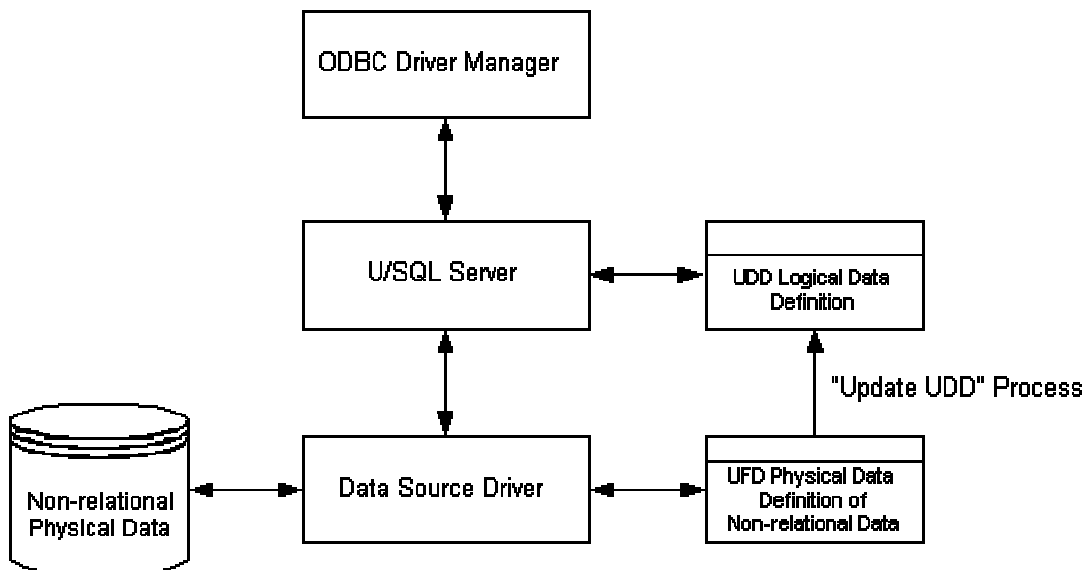 ODBC Driver Manager
U/SQL Server
UDD Logical Data
Definition
"Update UDD" Process
Non-relational
Physical Data
Data Source Driver
UFD Physical Data
Definition of
Non-relational Data